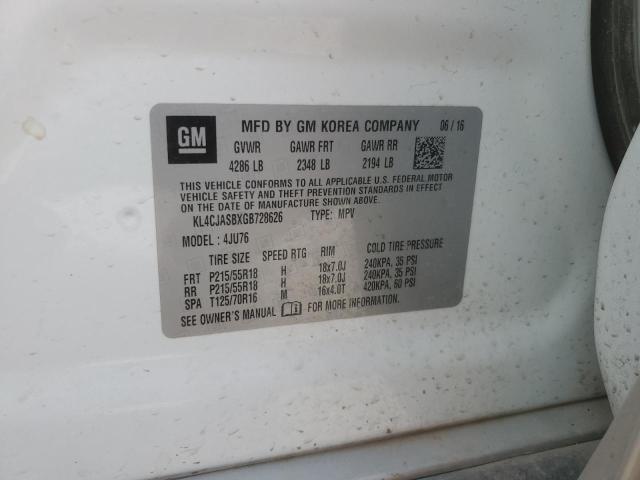 GM MFD BY GM KOREA COMPANY 06/16
GVWR GAWR FRT GAWR RR
4286 LB 2348 LB 2194 LB
THIS VEHICLE CONFORMS TO ALL APPLICABLE U.S. FEDERAL MOTOR
VEHICLE SAFETY AND THEFT PREVENTION STANDARDS IN EFFECT ON
THE DATE OF MANUFACTURE SHOWN ABOVE.
KL4CJASBXGB728626 TYPE: MPV
MODEL: 4JU76
TIRE SIZE SPEED RTG RIM COLD TIRE PRESSURE
FRT P215/55R18 H 18x7.0J 240KPA, 35 PSI
RR P215/55R18 H 18x7.0J 240KPA, 35 PSI
SPA T125/70R16 M 16x4.0T 420KPA, 60 PSI
SEE OWNER'S MANUAL FOR MORE INFORMATION.